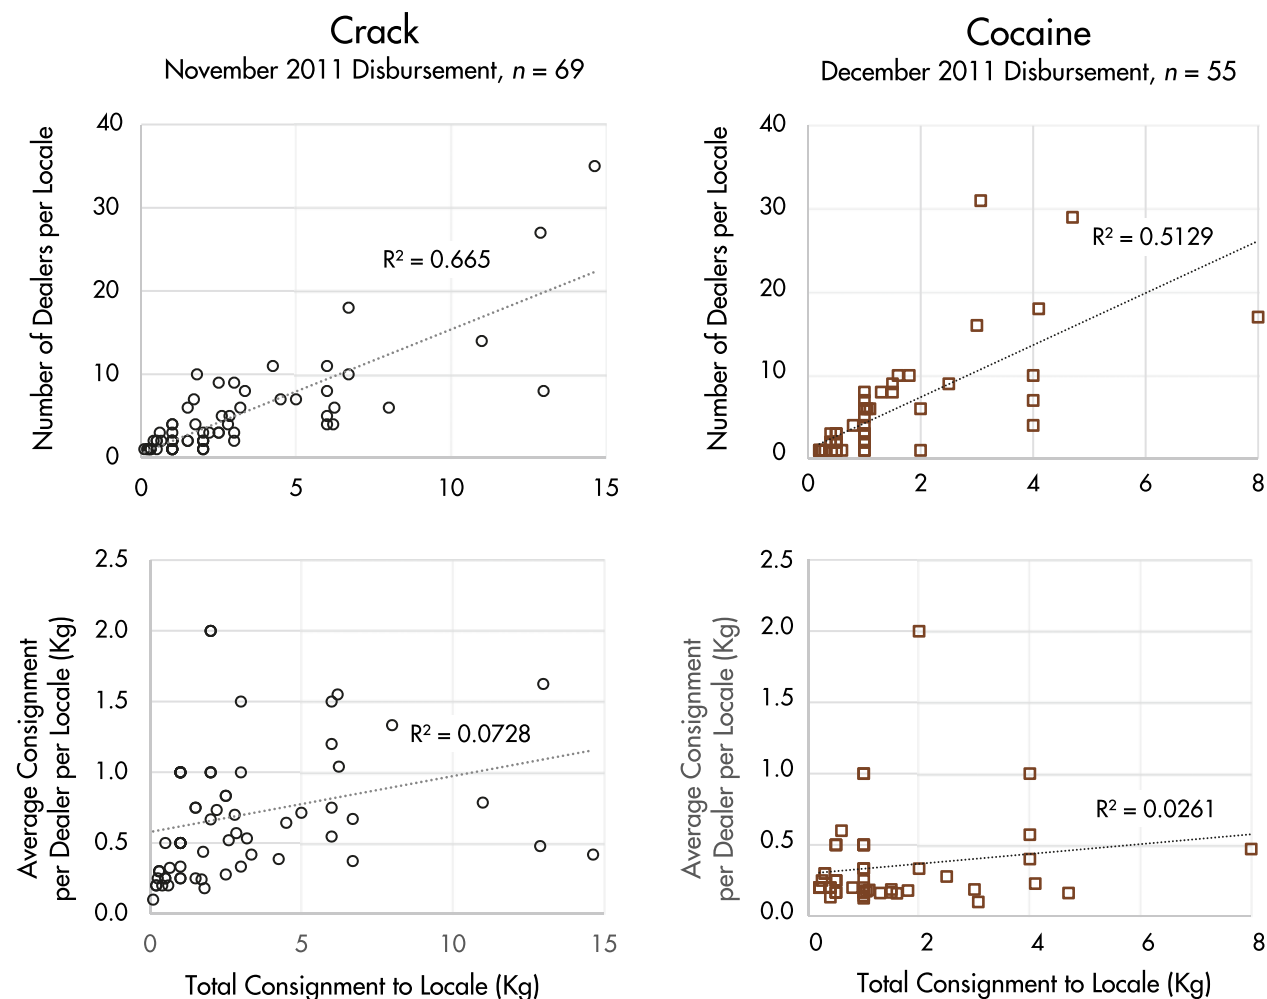 Crack
November 2011 Disbursement, n = 69
Number of Dealers per Locale
40
30
20
10
0
R² = 0.665
0 5 10 15
Cocaine
December 2011 Disbursement, n = 55
Number of Dealers per Locale
40
30
20
10
0
R² = 0.5129
0 2 4 6 8
Average Consignment
per Dealer per Locale (Kg)
2.5
2.0
1.5
1.0
0.5
0.0
R² = 0.0728
0 5 10 15
Total Consignment to Locale (Kg)
Average Consignment
per Dealer per Locale (Kg)
2.5
2.0
1.5
1.0
0.5
0.0
R² = 0.0261
0 2 4 6 8
Total Consignment to Locale (Kg)